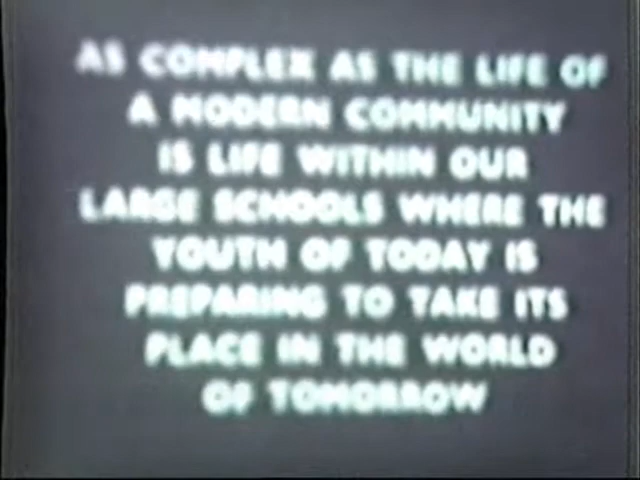 AS COMPLEX AS THE LIFE OF
A MODERN COMMUNITY
IS LIFE WITHIN OUR
LARGE SCHOOLS WHERE THE
YOUTH OF TODAY IS
PREPARING TO TAKE ITS
PLACE IN THE WORLD
OF TOMORROW